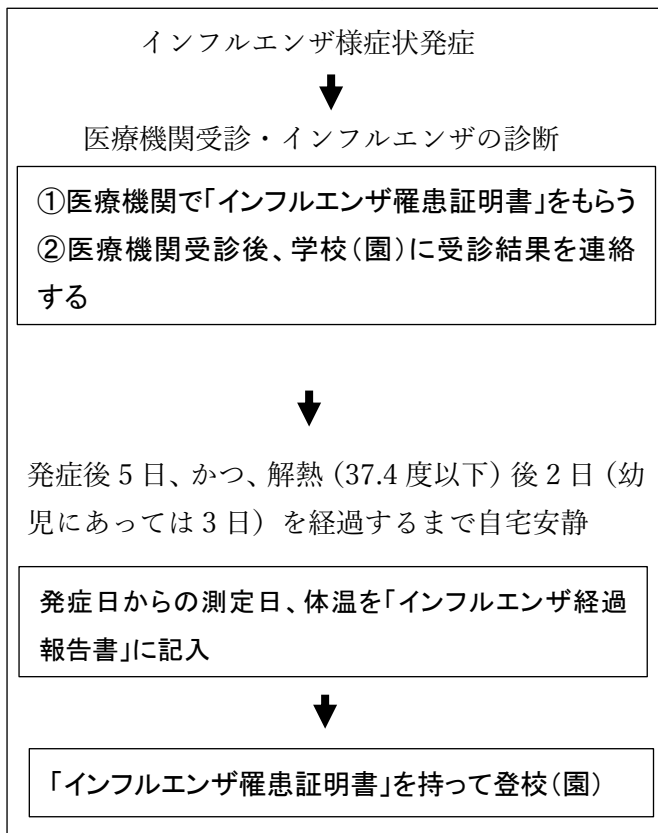 インフルエンザ様症状発症
医療機関受診・インフルエンザの診断
①医療機関で「インフルエンザ罹患証明書」をもらう
②医療機関受診後、学校(園)に受診結果を連絡
する
発症後5日、かつ、解熱(37.4度以下)後2日(幼
児にあっては3日)を経過するまで自宅安静
発症日からの測定日、体温を「インフルエンザ経過
報告書」に記入
「インフルエンザ罹患証明書」を持って登校(園)